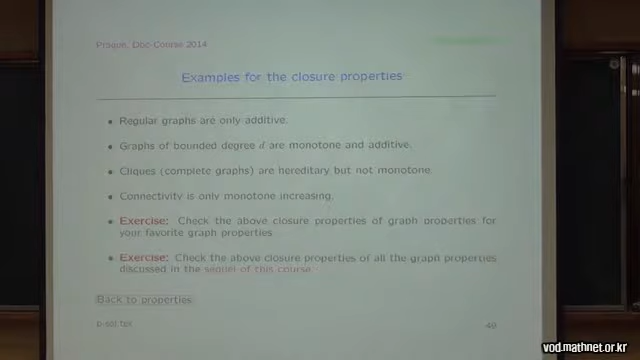 Prague, Doc-Course 2014
Examples for the closure properties
• Regular graphs are only additive.
• Graphs of bounded degree d are monotone and additive.
• Cliques (complete graphs) are hereditary but not monotone.
• Connectivity is only monotone increasing.
• Exercise: Check the above closure properties of graph properties for
your favorite graph properties
• Exercise: Check the above closure properties of all the graph properties
discussed in the sequel of this course.
Back to properties
p-sol.tex
49
vod.mathnet.or.kr